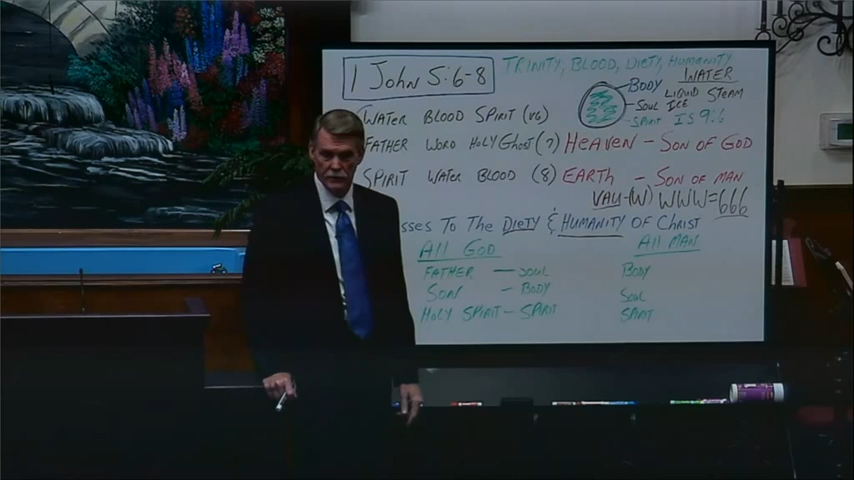 1 JOHN 5:6-8
TRINITY, BLOOD, DIETY, HUMANITY
BODY WATER
LIQUID STEAM
SOUL ICE
SPIRIT IS 9:6
WATER BLOOD SPIRIT (V6)
FATHER WORD HOLY GHOST (7) HEAVEN - SON OF GOD
SPIRIT WATER BLOOD (8) EARTH - SON OF MAN
VAU-(W) WWW=666
SSES TO THE DIETY & HUMANITY OF CHRIST
ALL GOD ALL MAN
FATHER - SOUL BODY
SON - BODY SOUL
HOLY SPIRIT - SPIRIT SPIRIT